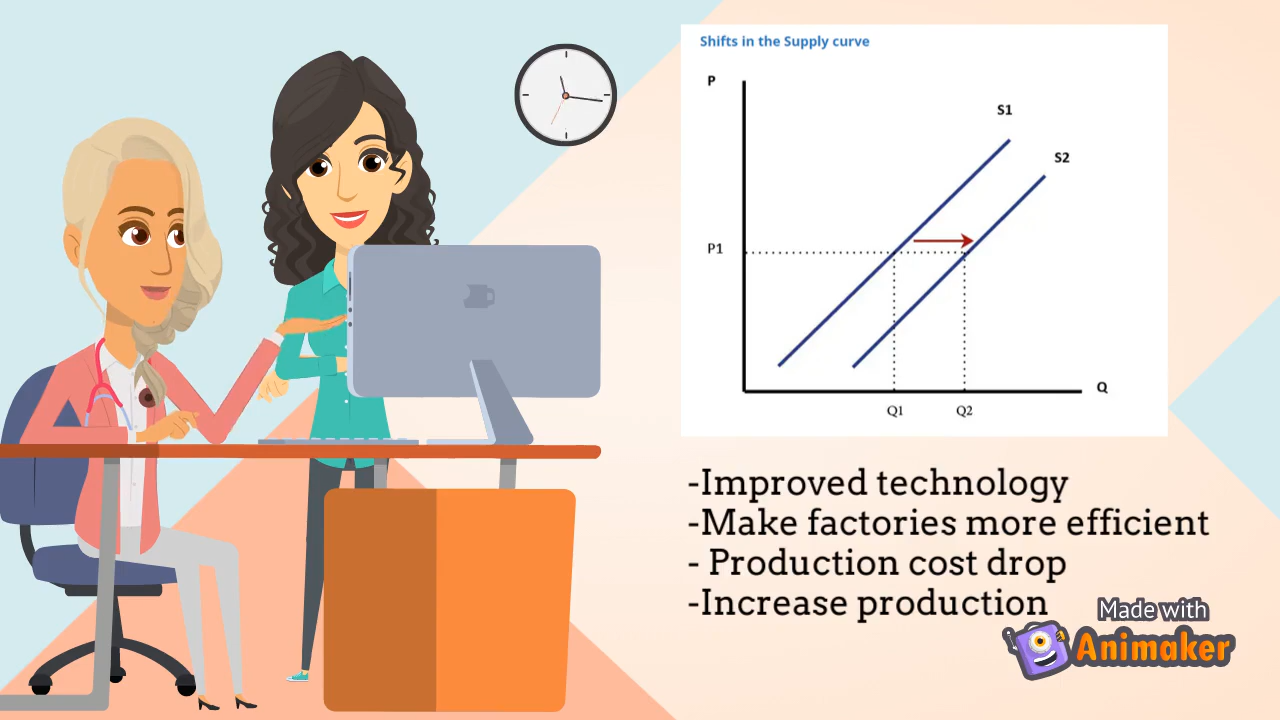 Shifts in the Supply curve
P
S1
S2
P1
Q
Q1
Q2
-Improved technology
-Make factories more efficient
- Production cost drop
-Increase production
Made with
Animaker